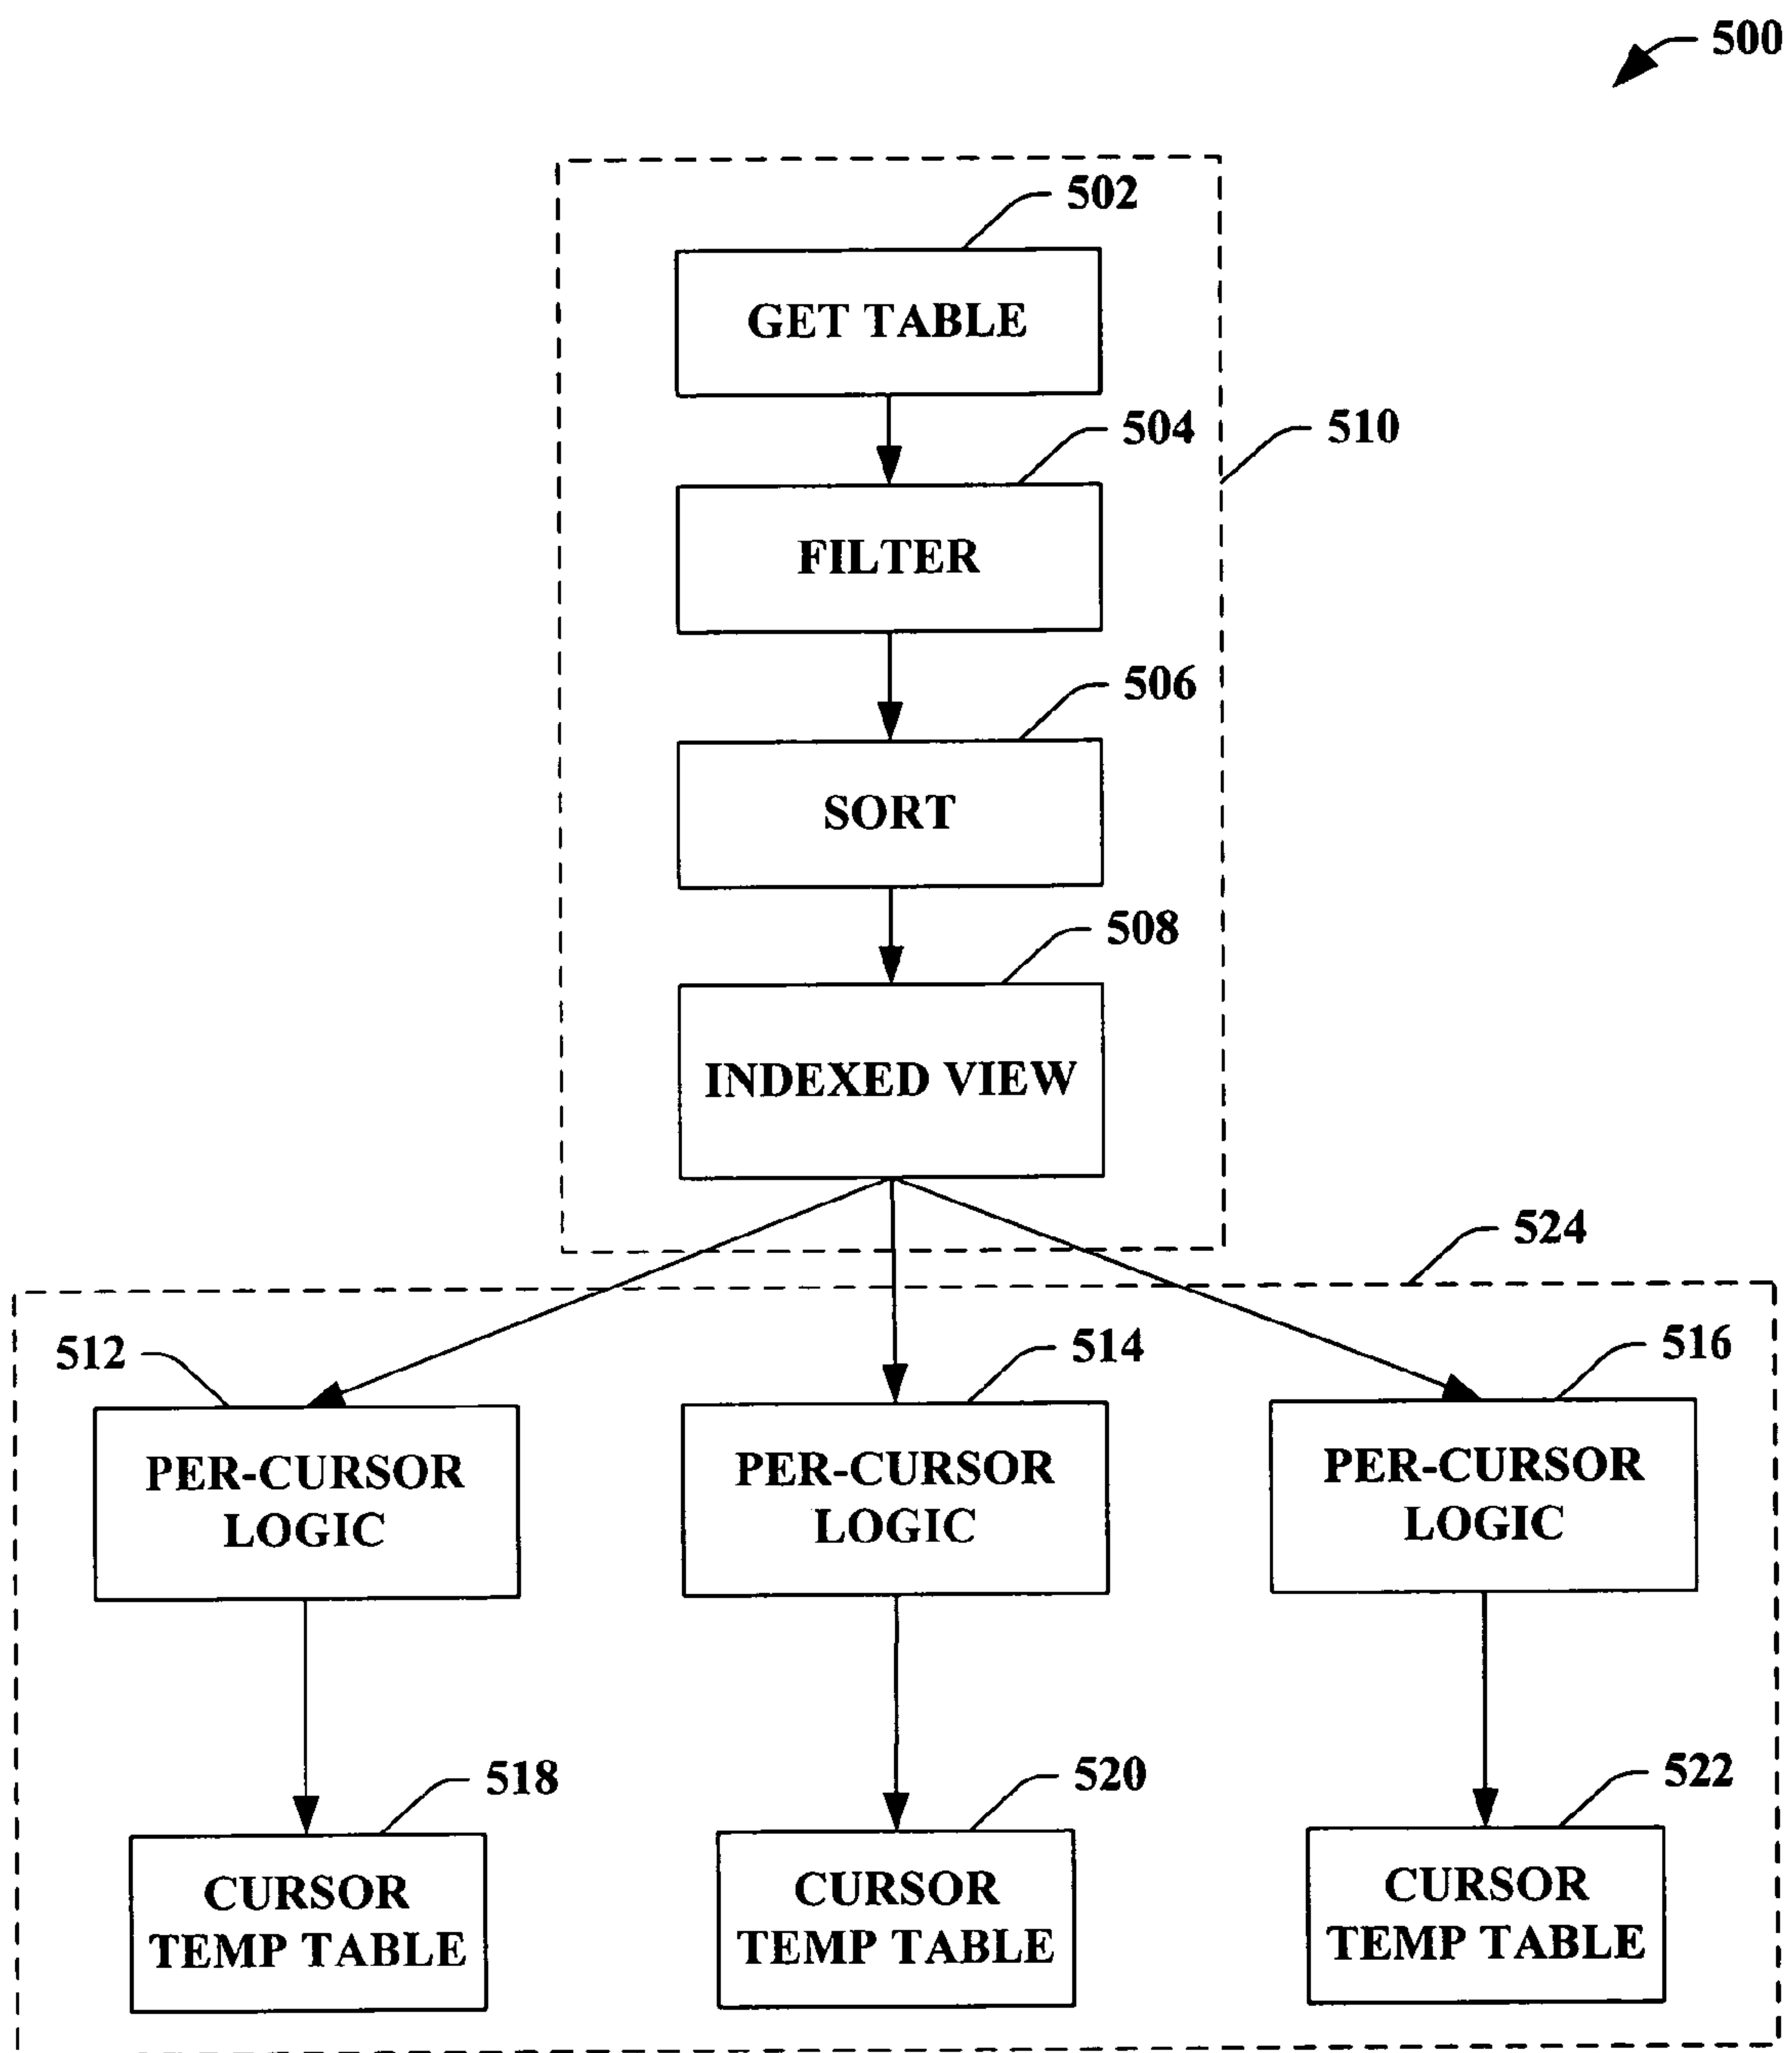 500
502
GET TABLE
504
510
FILTER
506
SORT
508
INDEXED VIEW
524
512
514
516
PER-CURSOR
LOGIC
PER-CURSOR
LOGIC
PER-CURSOR
LOGIC
518
520
522
CURSOR
TEMP TABLE
CURSOR
TEMP TABLE
CURSOR
TEMP TABLE